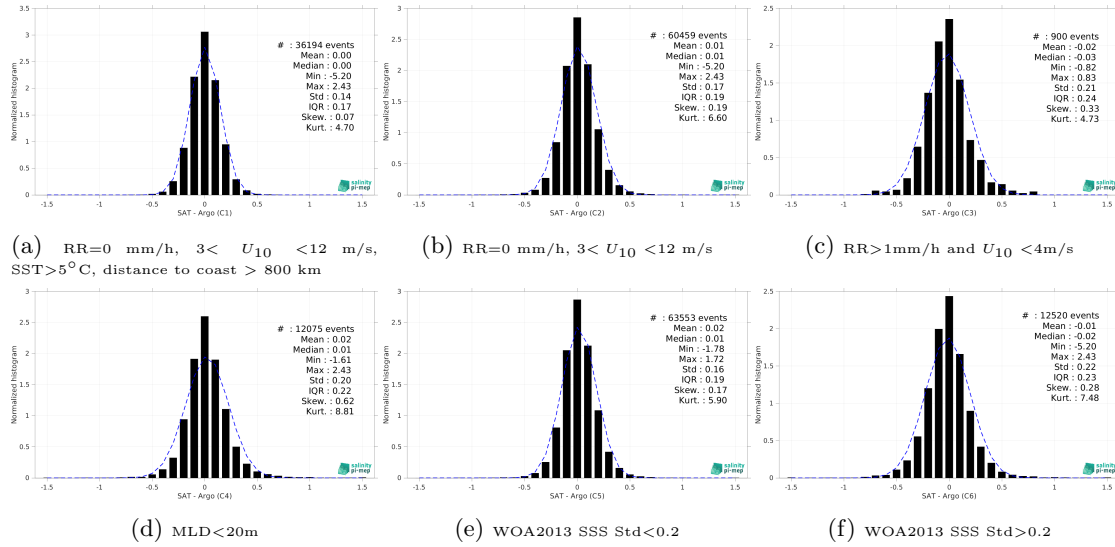 3.5
3
2.5
2
1.5
1
0.5
0
Normalized histogram
# : 36194 events
Mean : 0.00
Median : 0.00
Min : -5.20
Max : 2.43
Std : 0.14
IQR : 0.17
Skew. : 0.07
Kurt. : 4.70
salinity
pi-mep
-1.5 -1 -0.5 0 0.5 1 1.5
SAT - Argo (C1)
(a) RR=0 mm/h, 3< U10 <12 m/s,
SST>5°C, distance to coast > 800 km
3
2.5
2
1.5
1
0.5
0
Normalized histogram
# : 60459 events
Mean : 0.01
Median : 0.01
Min : -5.20
Max : 2.43
Std : 0.17
IQR : 0.19
Skew. : 0.19
Kurt. : 6.60
salinity
pi-mep
-1.5 -1 -0.5 0 0.5 1 1.5
SAT - Argo (C2)
(b) RR=0 mm/h, 3< U10 <12 m/s
2.5
2
1.5
1
0.5
0
Normalized histogram
# : 900 events
Mean : -0.02
Median : -0.03
Min : -0.82
Max : 0.83
Std : 0.21
IQR : 0.24
Skew. : 0.33
Kurt. : 4.73
salinity
pi-mep
-1.5 -1 -0.5 0 0.5 1 1.5
SAT - Argo (C3)
(c) RR>1mm/h and U10 <4m/s
3
2.5
2
1.5
1
0.5
0
Normalized histogram
# : 12075 events
Mean : 0.02
Median : 0.01
Min : -1.61
Max : 2.43
Std : 0.20
IQR : 0.22
Skew. : 0.62
Kurt. : 8.81
salinity
pi-mep
-1.5 -1 -0.5 0 0.5 1 1.5
SAT - Argo (C4)
(d) MLD<20m
3
2.5
2
1.5
1
0.5
0
Normalized histogram
# : 63553 events
Mean : 0.02
Median : 0.01
Min : -1.78
Max : 1.72
Std : 0.16
IQR : 0.19
Skew. : 0.17
Kurt. : 5.90
salinity
pi-mep
-1.5 -1 -0.5 0 0.5 1 1.5
SAT - Argo (C5)
(e) WOA2013 SSS Std<0.2
2.5
2
1.5
1
0.5
0
Normalized histogram
# : 12520 events
Mean : -0.01
Median : -0.02
Min : -5.20
Max : 2.43
Std : 0.22
IQR : 0.23
Skew. : 0.28
Kurt. : 7.48
salinity
pi-mep
-1.5 -1 -0.5 0 0.5 1 1.5
SAT - Argo (C6)
(f) WOA2013 SSS Std>0.2